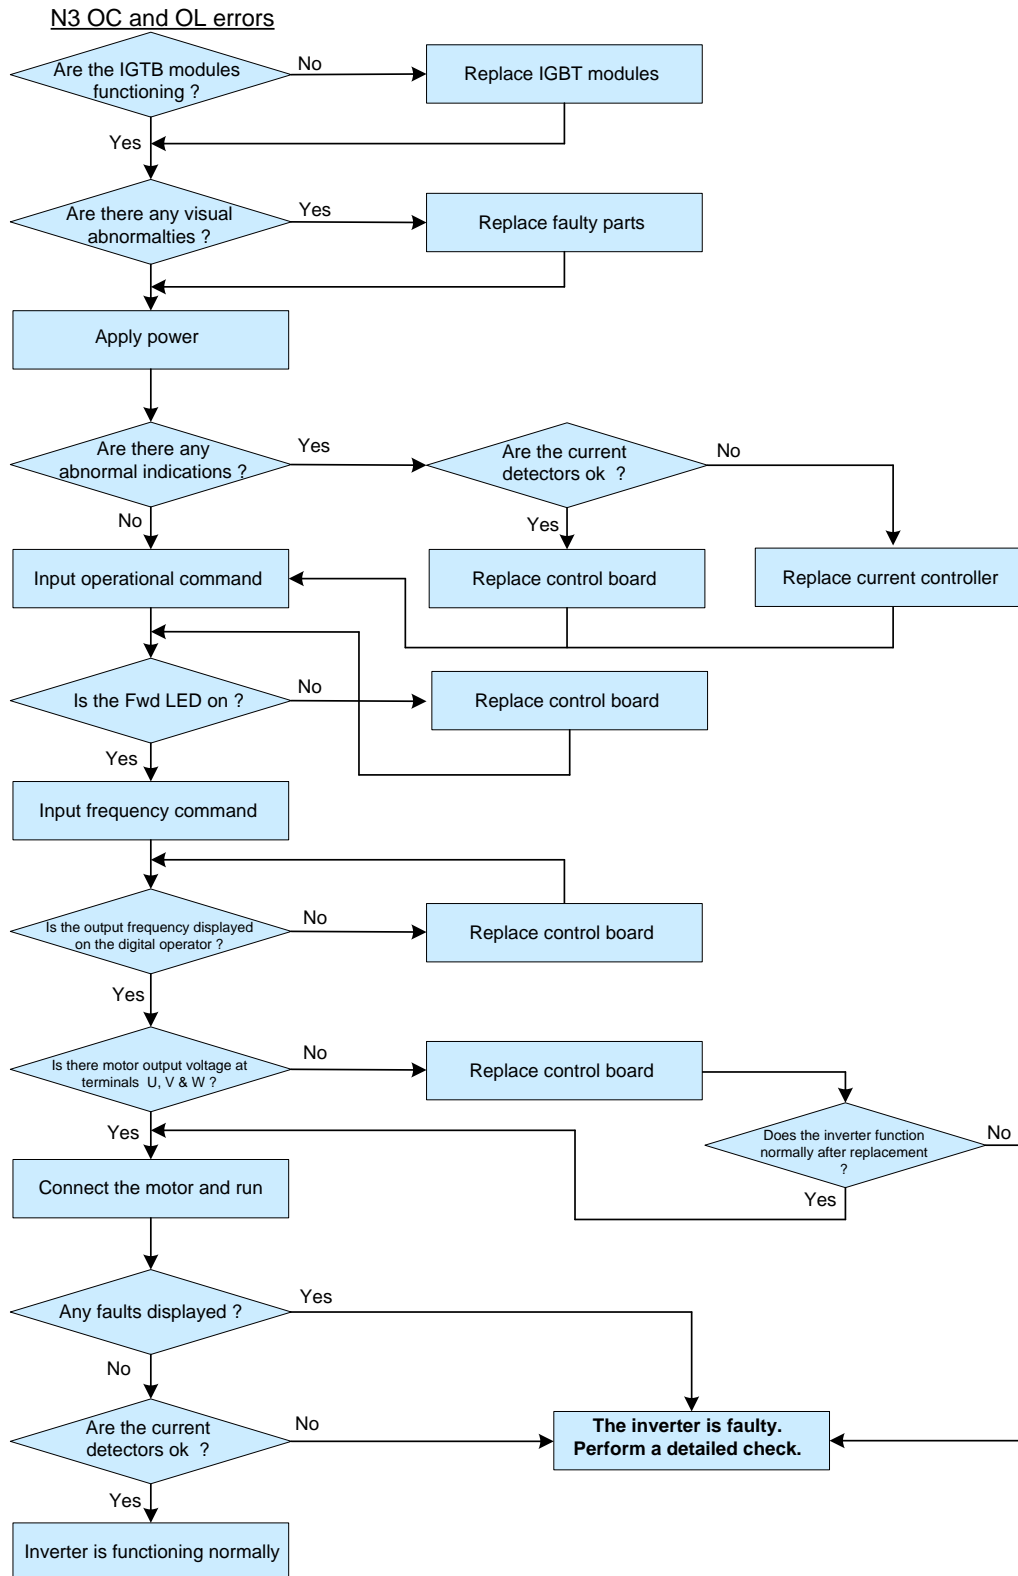 N3 OC and OL errors
Are the IGTB modules
functioning ?
No
Replace IGBT modules
Yes
Are there any visual
abnormalties ?
Yes
Replace faulty parts
Apply power
Are there any
abnormal indications ?
Yes
Are the current
detectors ok ?
No
No
Yes
Input operational command
Replace control board
Replace current controller
Is the Fwd LED on ?
No
Replace control board
Yes
Input frequency command
Is the output frequency displayed
on the digital operator ?
No
Replace control board
Yes
Is there motor output voltage at
terminals U, V & W ?
No
Replace control board
Yes
Does the inverter function
normally after replacement
?
No
Yes
Connect the motor and run
Any faults displayed ?
Yes
No
Are the current
detectors ok ?
No
The inverter is faulty.
Perform a detailed check.
Yes
Inverter is functioning normally